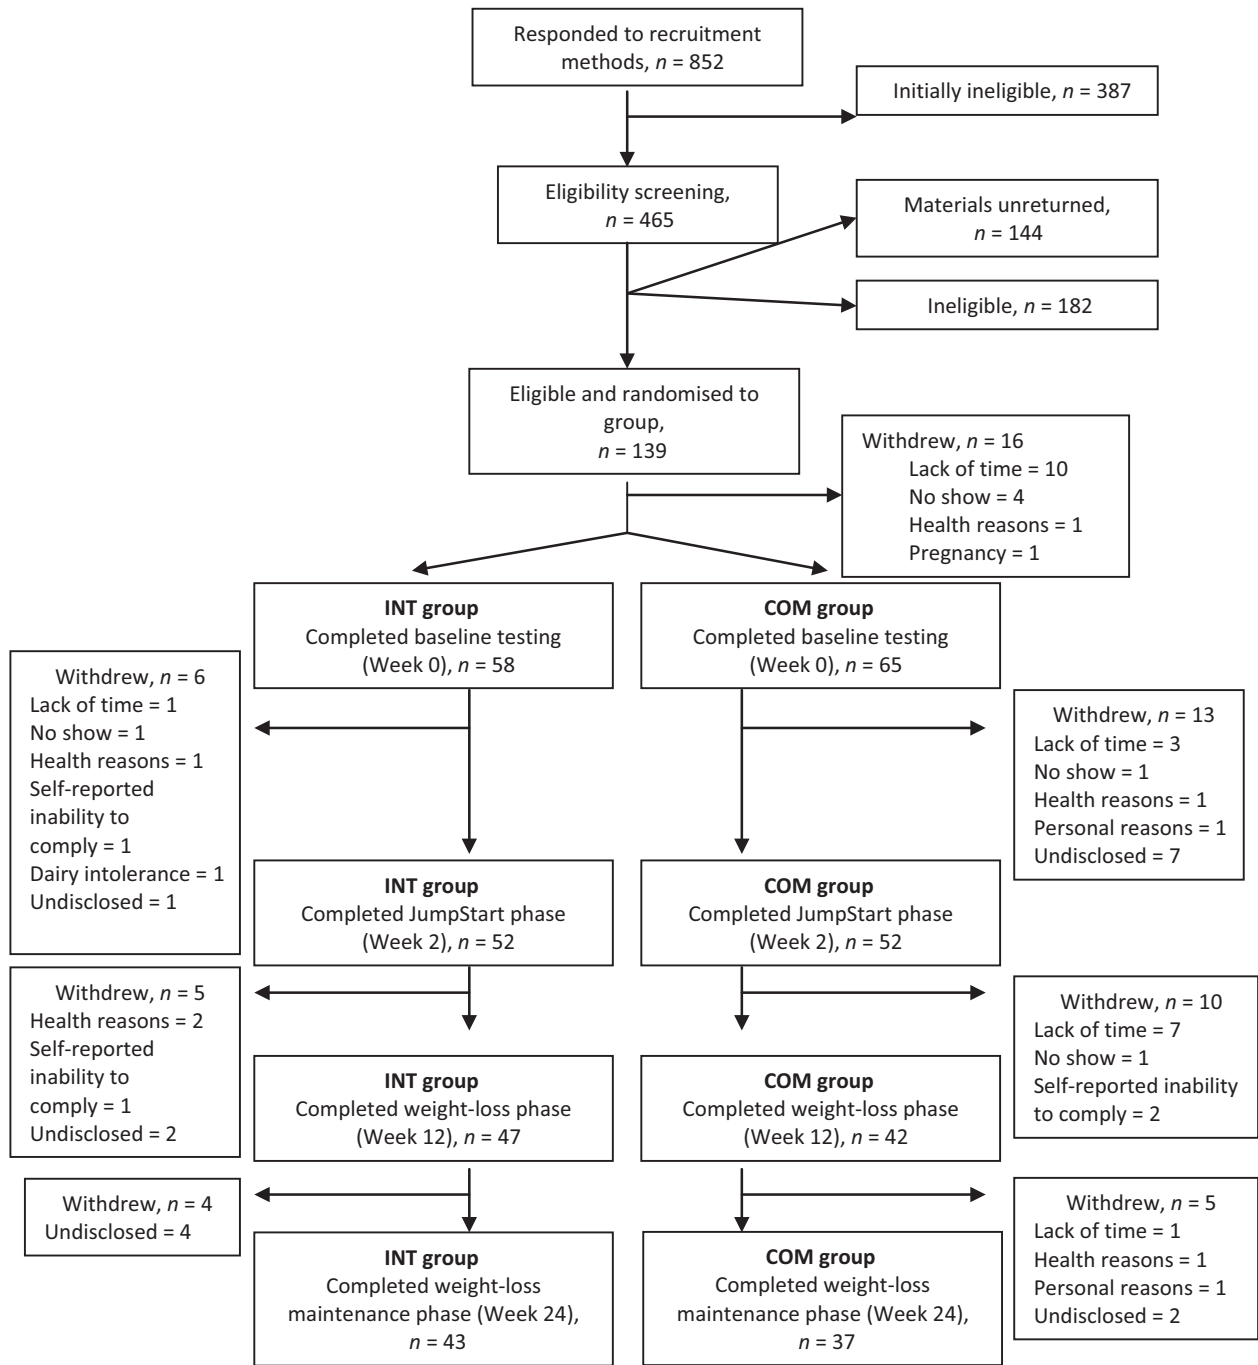 Responded to recruitment
methods, n = 852
Initially ineligible, n = 387
Eligibility screening,
n = 465
Materials unreturned,
n = 144
Ineligible, n = 182
Eligible and randomised to
group,
n = 139
Withdrew, n = 16
Lack of time = 10
No show = 4
Health reasons = 1
Pregnancy = 1
INT group
Completed baseline testing
(Week 0), n = 58
COM group
Completed baseline testing
(Week 0), n = 65
Withdrew, n = 6
Lack of time = 1
No show = 1
Health reasons = 1
Self-reported
inability to
comply = 1
Dairy intolerance = 1
Undisclosed = 1
Withdrew, n = 13
Lack of time = 3
No show = 1
Health reasons = 1
Personal reasons = 1
Undisclosed = 7
INT group
Completed JumpStart phase
(Week 2), n = 52
COM group
Completed JumpStart phase
(Week 2), n = 52
Withdrew, n = 5
Health reasons = 2
Self-reported
inability to
comply = 1
Undisclosed = 2
Withdrew, n = 10
Lack of time = 7
No show = 1
Self-reported inability
to comply = 2
INT group
Completed weight-loss phase
(Week 12), n = 47
COM group
Completed weight-loss phase
(Week 12), n = 42
Withdrew, n = 4
Undisclosed = 4
Withdrew, n = 5
Lack of time = 1
Health reasons = 1
Personal reasons = 1
Undisclosed = 2
INT group
Completed weight-loss
maintenance phase (Week 24),
n = 43
COM group
Completed weight-loss
maintenance phase (Week 24),
n = 37